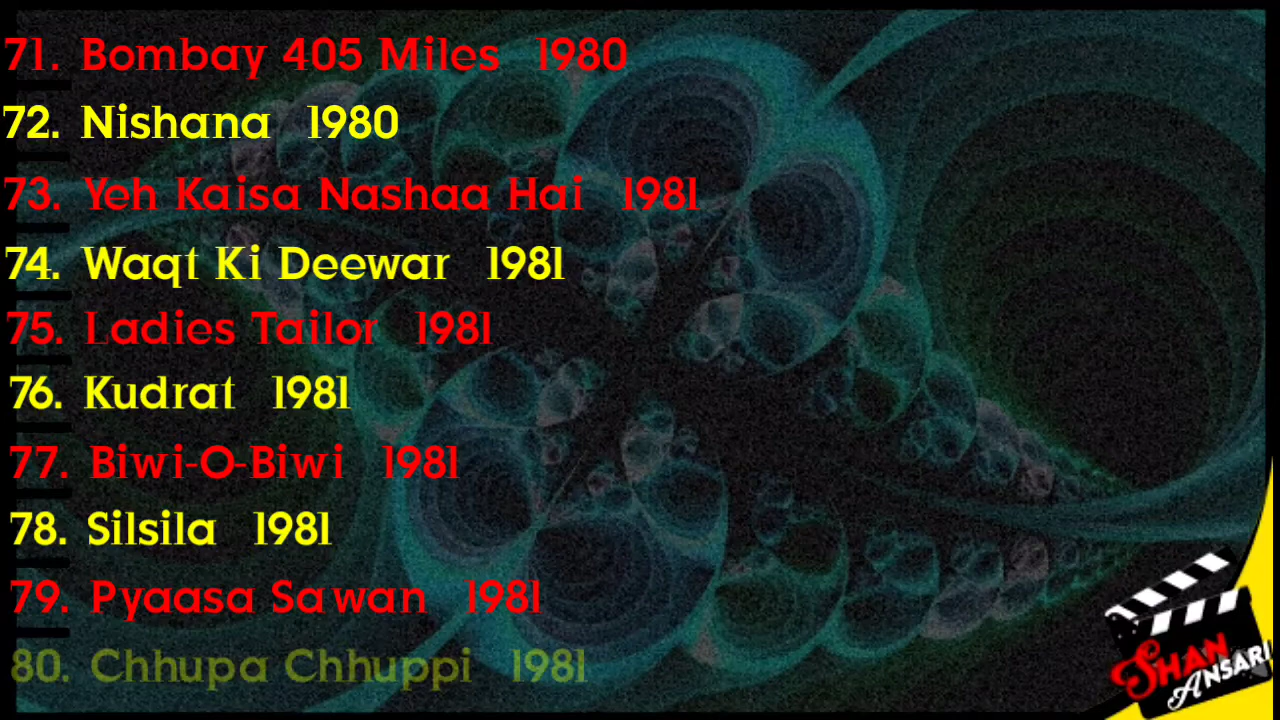 71. Bombay 405 Miles 1980
72. Nishana 1980
73. Yeh Kaisa Nashaa Hai 1981
74. Waqt Ki Deewar 1981
75. Ladies Tailor 1981
76. Kudrat 1981
77. Biwi-O-Biwi 1981
78. Silsila 1981
79. Pyaasa Sawan 1981
80. Chhupa Chhuppi 1981
SHAN
ANSARI